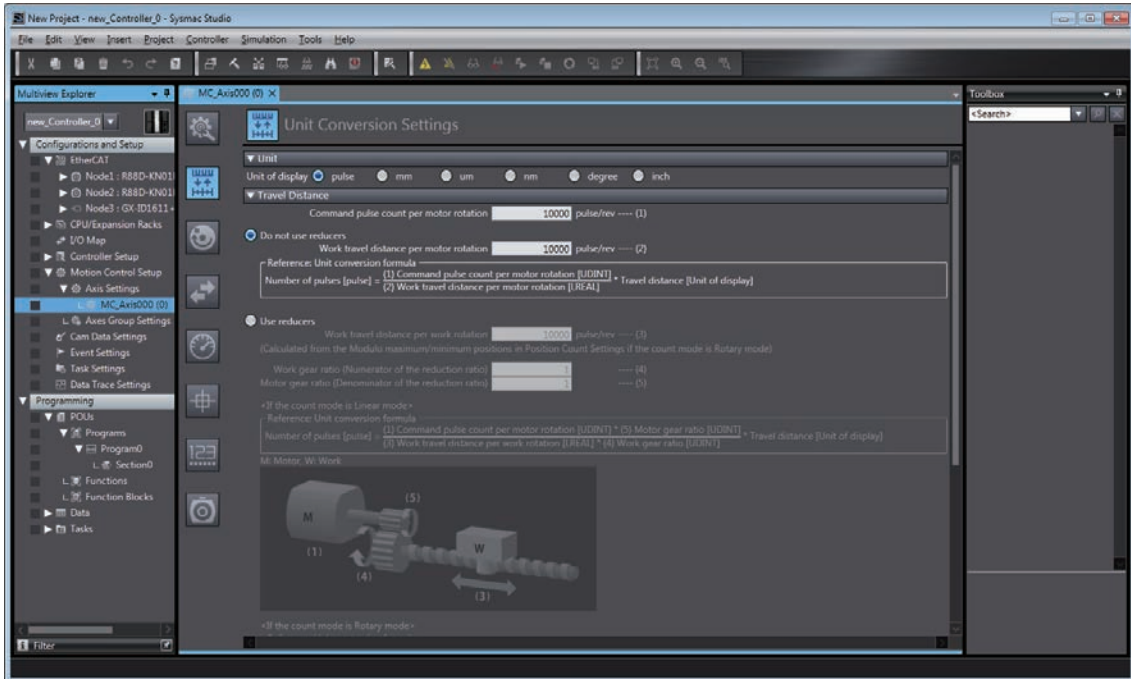 New Project - new_Controller_0 - Sysmac Studio
File Edit View Insert Project Controller Simulation Tools Help
Multiview Explorer
new_Controller_0
Configurations and Setup
EtherCAT
Node1 : R88D-KN01
Node2 : R88D-KN01
Node3 : GX-ID1611
CPU/Expansion Racks
I/O Map
Controller Setup
Motion Control Setup
Axis Settings
MC_Axis000 (0)
Axes Group Settings
Cam Data Settings
Event Settings
Task Settings
Data Trace Settings
Programming
POUs
Programs
Program0
Section0
Functions
Function Blocks
Data
Tasks
Filter
MC_Axis000 (0)
Unit Conversion Settings
Unit
Unit of display pulse mm um nm degree inch
Travel Distance
Command pulse count per motor rotation 10000 pulse/rev ---- (1)
Do not use reducers
Work travel distance per motor rotation 10000 pulse/rev ---- (2)
Reference: Unit conversion formula
(1) Command pulse count per motor rotation [UDINT]
Number of pulses [pulse] = * Travel distance [Unit of display]
(2) Work travel distance per motor rotation [LREAL]
Use reducers
Work travel distance per work rotation 10000 pulse/rev ---- (3)
(Calculated from the Modulo maximum/minimum positions in Position Count Settings if the count mode is Rotary mode)
Work gear ratio (Numerator of the reduction ratio) 1 ---- (4)
Motor gear ratio (Denominator of the reduction ratio) 1 ---- (5)
<If the count mode is Linear mode>
Reference: Unit conversion formula
(1) Command pulse count per motor rotation [UDINT] * (5) Motor gear ratio [UDINT]
Number of pulses [pulse] = * Travel distance [Unit of display]
(3) Work travel distance per work rotation [LREAL] * (4) Work gear ratio [UDINT]
M: Motor, W: Work
(5)
M
W
(1)
(4)
(3)
<If the count mode is Rotary mode>
Toolbox
<Search>
123